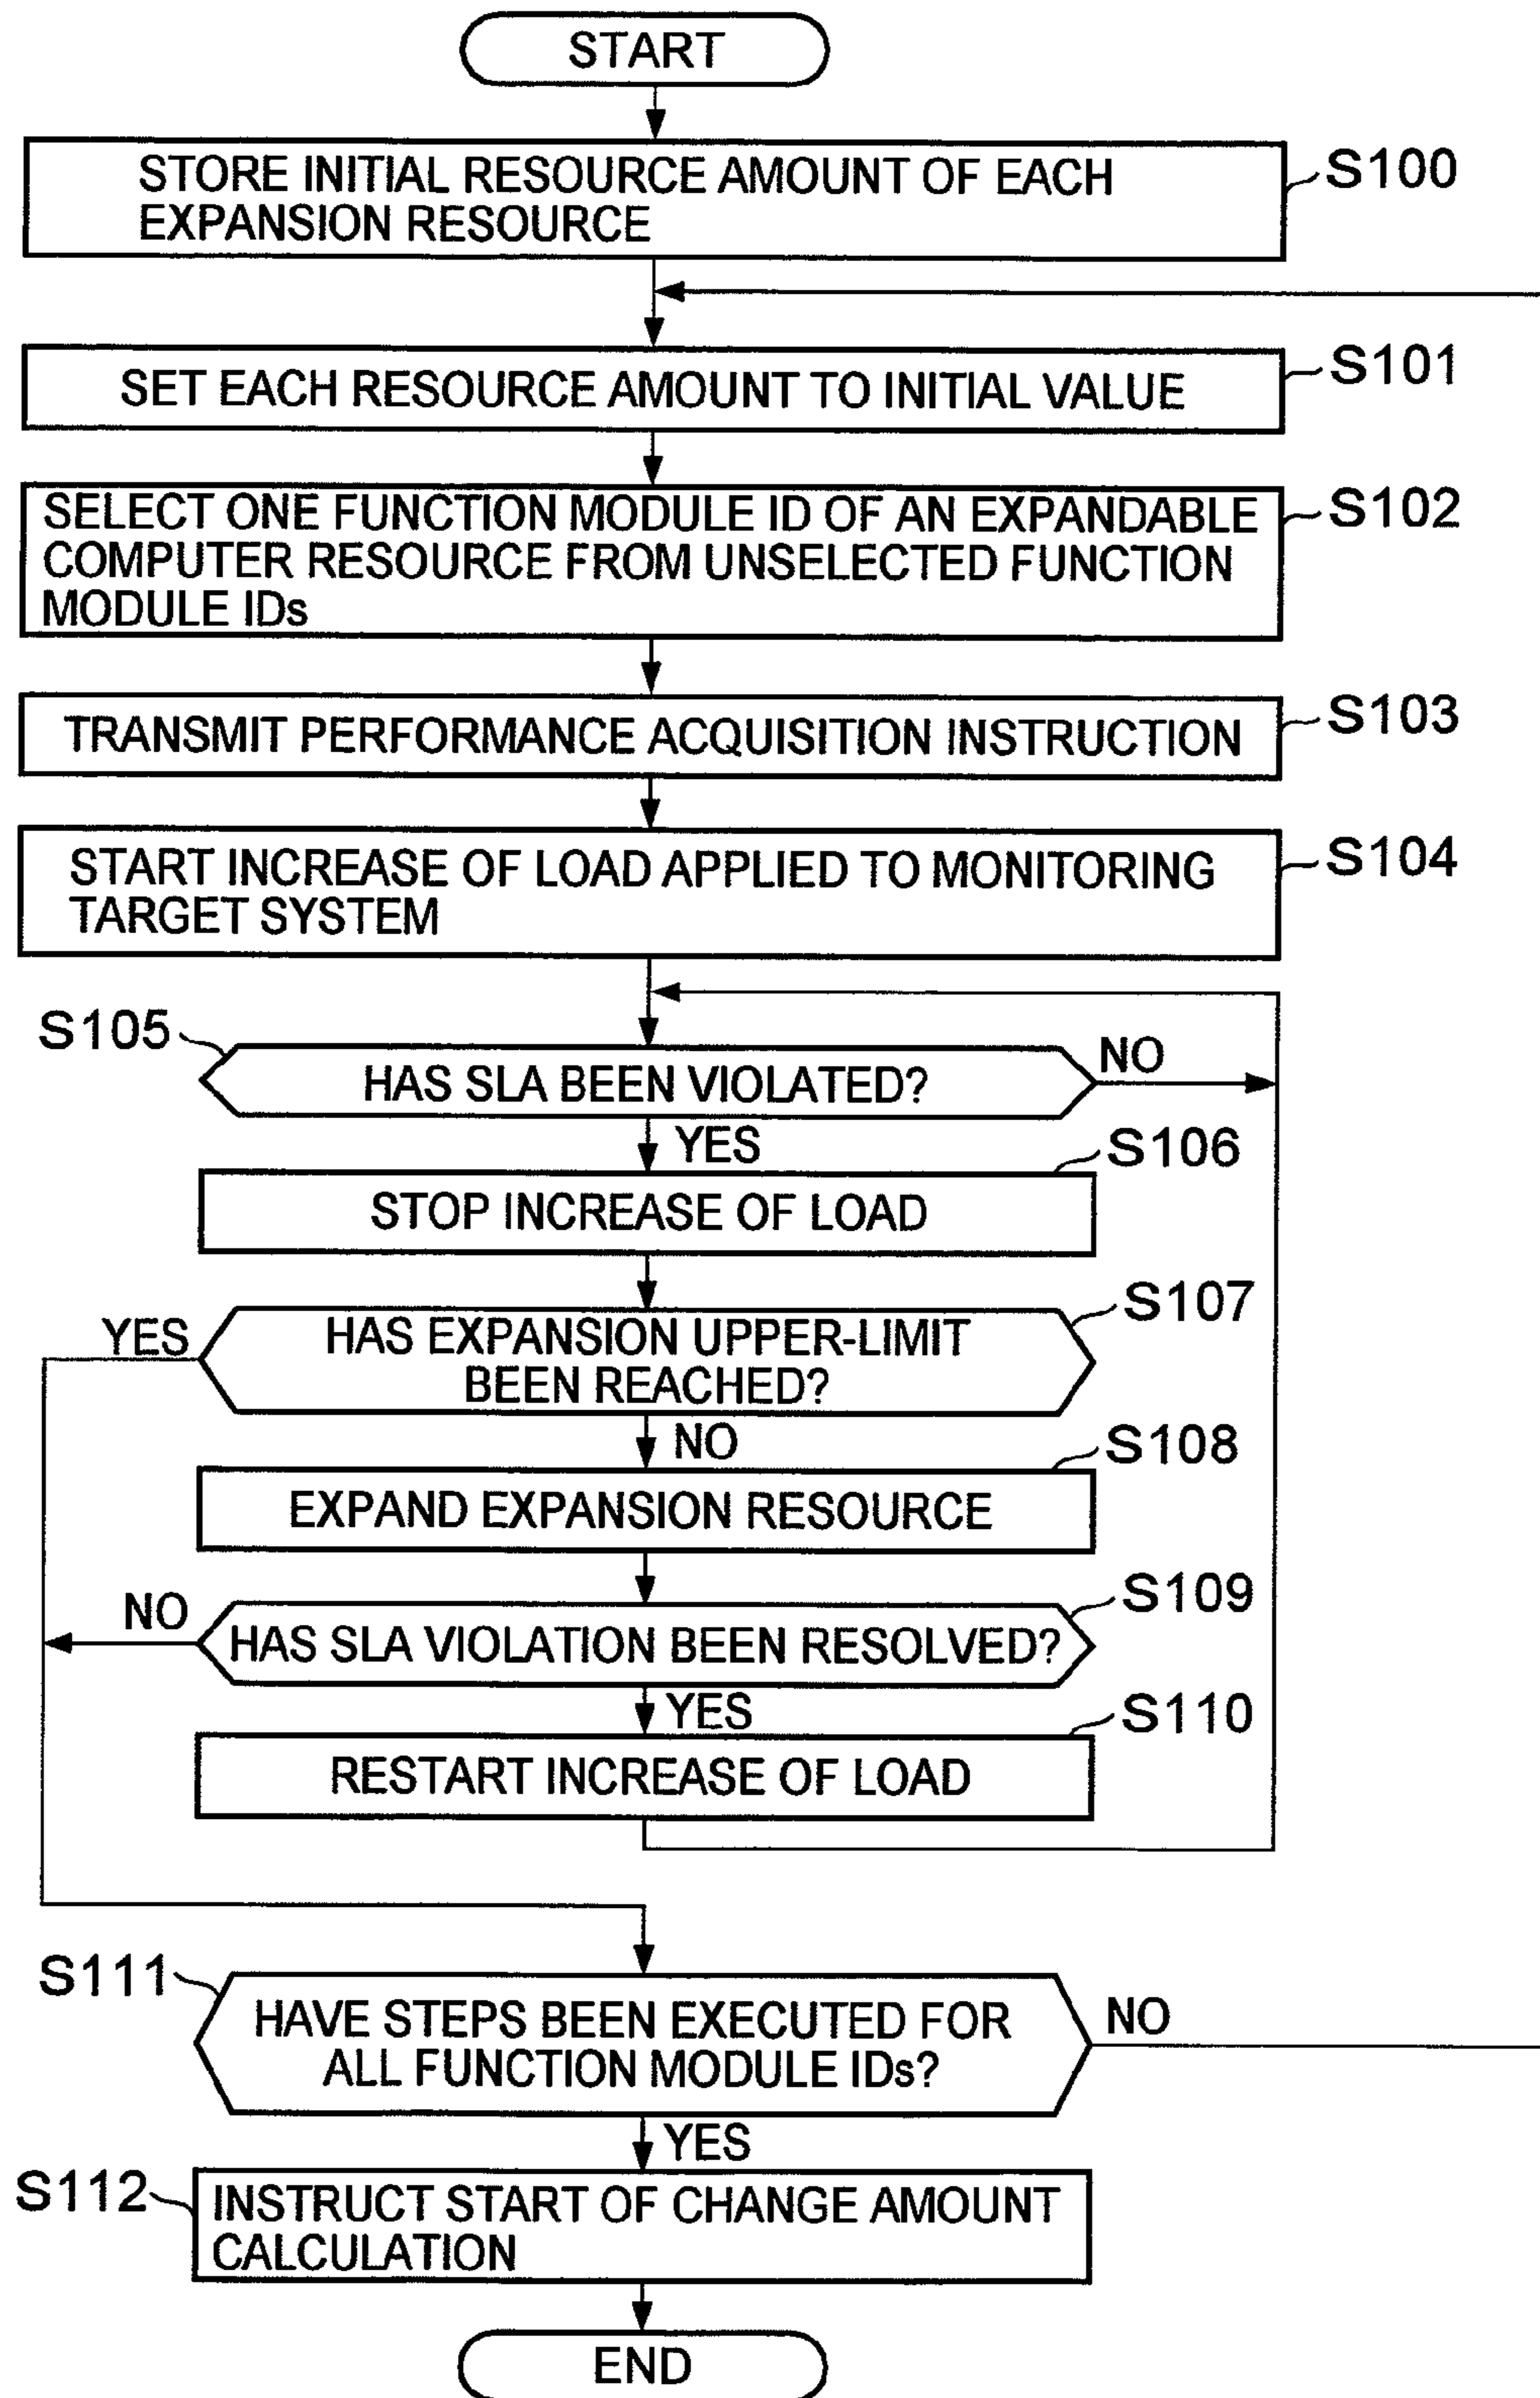 START
STORE INITIAL RESOURCE AMOUNT OF EACH
EXPANSION RESOURCE
S100
SET EACH RESOURCE AMOUNT TO INITIAL VALUE
S101
SELECT ONE FUNCTION MODULE ID OF AN EXPANDABLE
COMPUTER RESOURCE FROM UNSELECTED FUNCTION
MODULE IDs
S102
TRANSMIT PERFORMANCE ACQUISITION INSTRUCTION
S103
START INCREASE OF LOAD APPLIED TO MONITORING
TARGET SYSTEM
S104
S105
HAS SLA BEEN VIOLATED?
NO
YES
S106
STOP INCREASE OF LOAD
S107
YES
HAS EXPANSION UPPER-LIMIT
BEEN REACHED?
NO
S108
EXPAND EXPANSION RESOURCE
S109
NO
HAS SLA VIOLATION BEEN RESOLVED?
YES
S110
RESTART INCREASE OF LOAD
S111
HAVE STEPS BEEN EXECUTED FOR
ALL FUNCTION MODULE IDs?
NO
YES
S112
INSTRUCT START OF CHANGE AMOUNT
CALCULATION
END